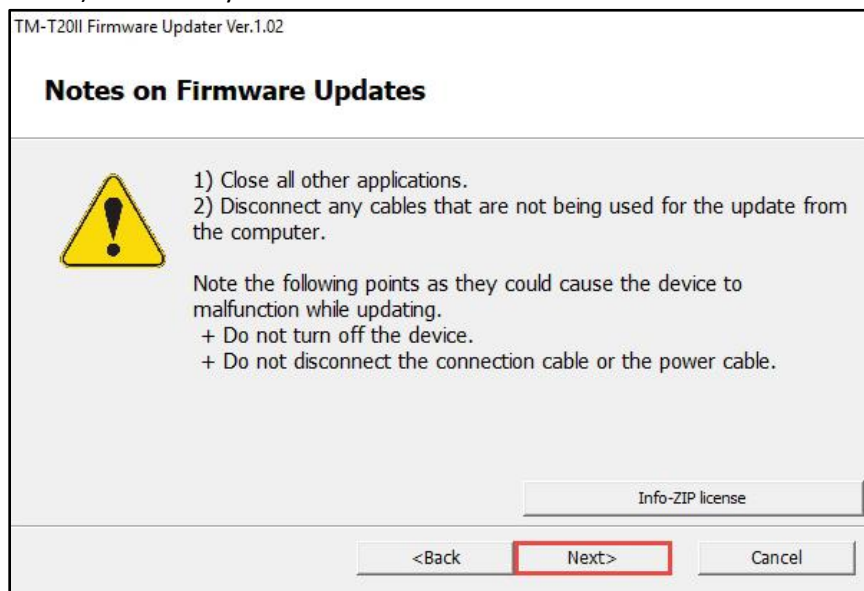 TM-T20II Firmware Updater Ver.1.02
Notes on Firmware Updates
1) Close all other applications.
2) Disconnect any cables that are not being used for the update from
the computer.
Note the following points as they could cause the device to
malfunction while updating.
+ Do not turn off the device.
+ Do not disconnect the connection cable or the power cable.
Info-ZIP license
<Back Next> Cancel